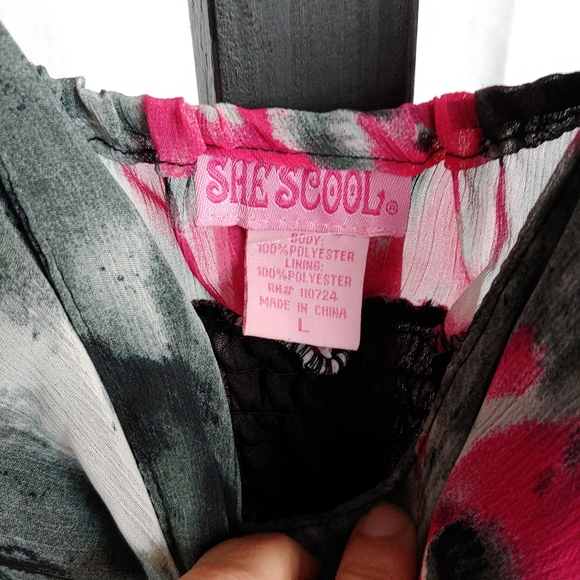 SHE'SCOOL®
BODY:
100%POLYESTER
LINING:
100%POLYESTER
RN# 110724
MADE IN CHINA
L